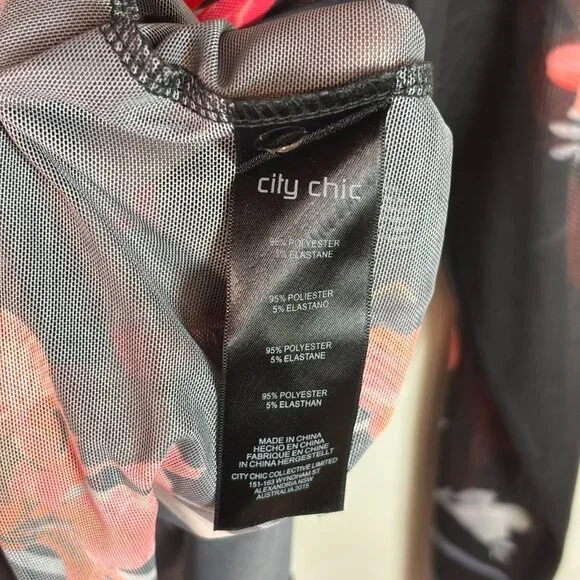 city chic
95% POLYESTER
5% ELASTANE
95% POLIESTER
5% ELASTANO
95% POLYESTER
5% ELASTANE
95% POLYESTER
5% ELASTHAN
MADE IN CHINA
HECHO EN CHINA
FABRIQUE EN CINE
IN CHINA HERGESTELLT
CITY CHIC COLLECTIVE LIMITED
151-163 WYNDHAM ST
ALEXANDRIA NSW
AUSTRALIA 2015